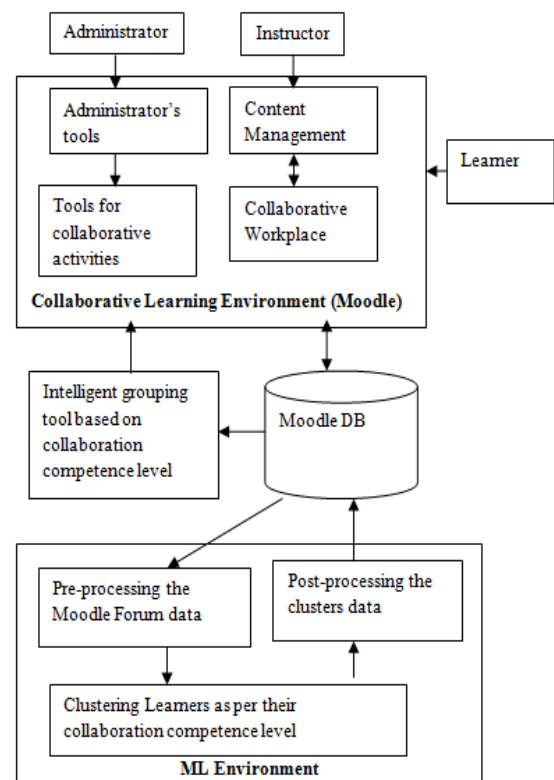 Administrator
Instructor
Administrator's
tools
Content
Management
Learner
Tools for
collaborative
activities
Collaborative
Workplace
Collaborative Learning Environment (Moodle)
Intelligent grouping
tool based on
collaboration
competence level
Moodle DB
Pre-processing the
Moodle Forum data
Post-processing the
clusters data
Clustering Learners as per their
collaboration competence level
ML Environment